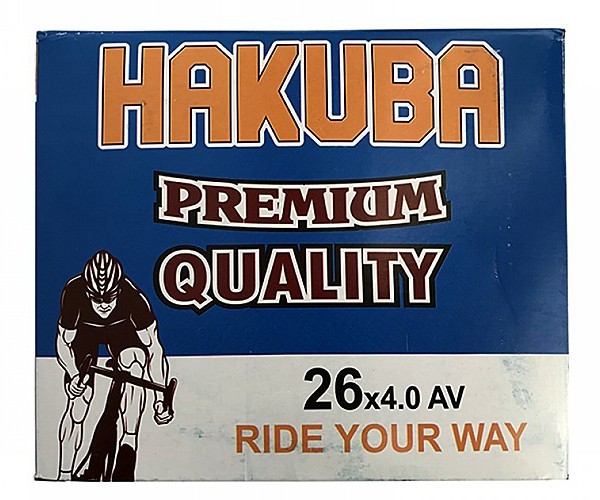 HAKUBA
PREMIUM
QUALITY
26x4.0 AV
RIDE YOUR WAY